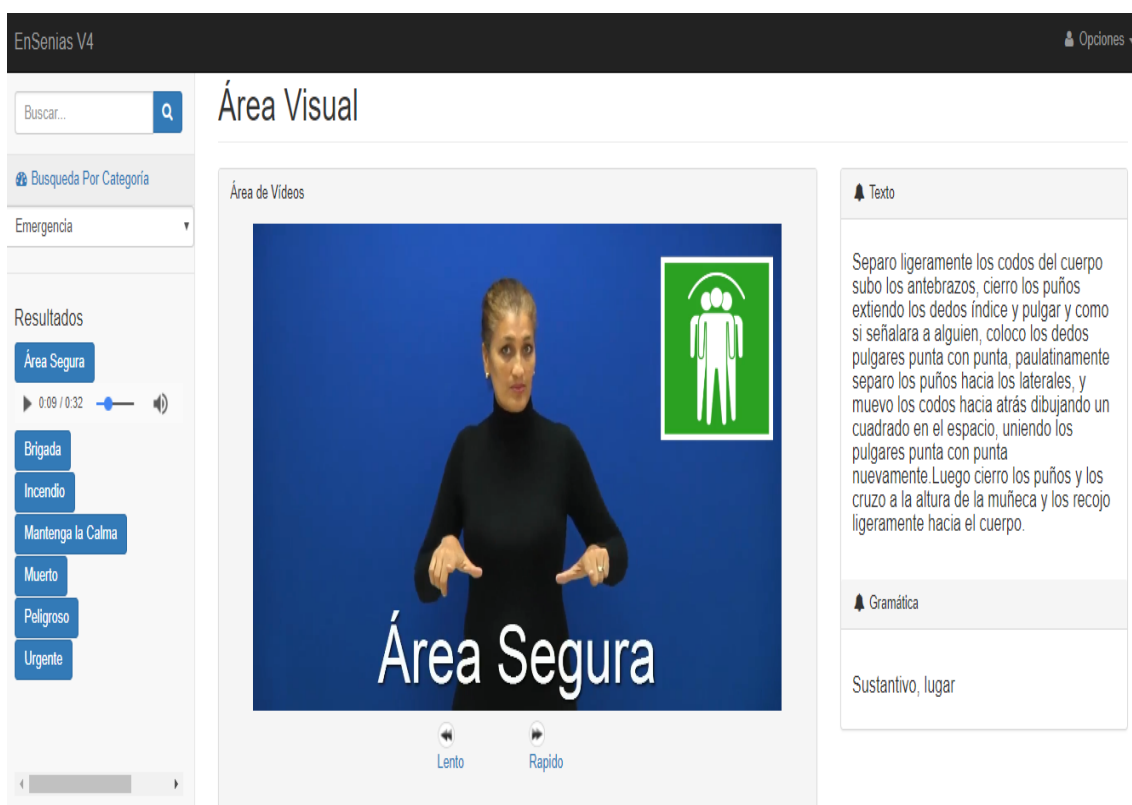 EnSenias V4
Opciones
Buscar...
Busqueda Por Categoría
Emergencia
Resultados
Área Segura
0:09 / 0:32
Brigada
Incendio
Mantenga la Calma
Muerto
Peligroso
Urgente
Área Visual
Área de Vídeos
Área Segura
Lento
Rapido
Texto
Separo ligeramente los codos del cuerpo
subo los antebrazos, cierro los puños
extiendo los dedos índice y pulgar y como
si señalara a alguien, coloco los dedos
pulgares punta con punta, paulatinamente
separo los puños hacia los laterales, y
muevo los codos hacia atrás dibujando un
cuadrado en el espacio, uniendo los
pulgares punta con punta
nuevamente.Luego cierro los puños y los
cruzo a la altura de la muñeca y los recojo
ligeramente hacia el cuerpo.
Gramática
Sustantivo, lugar